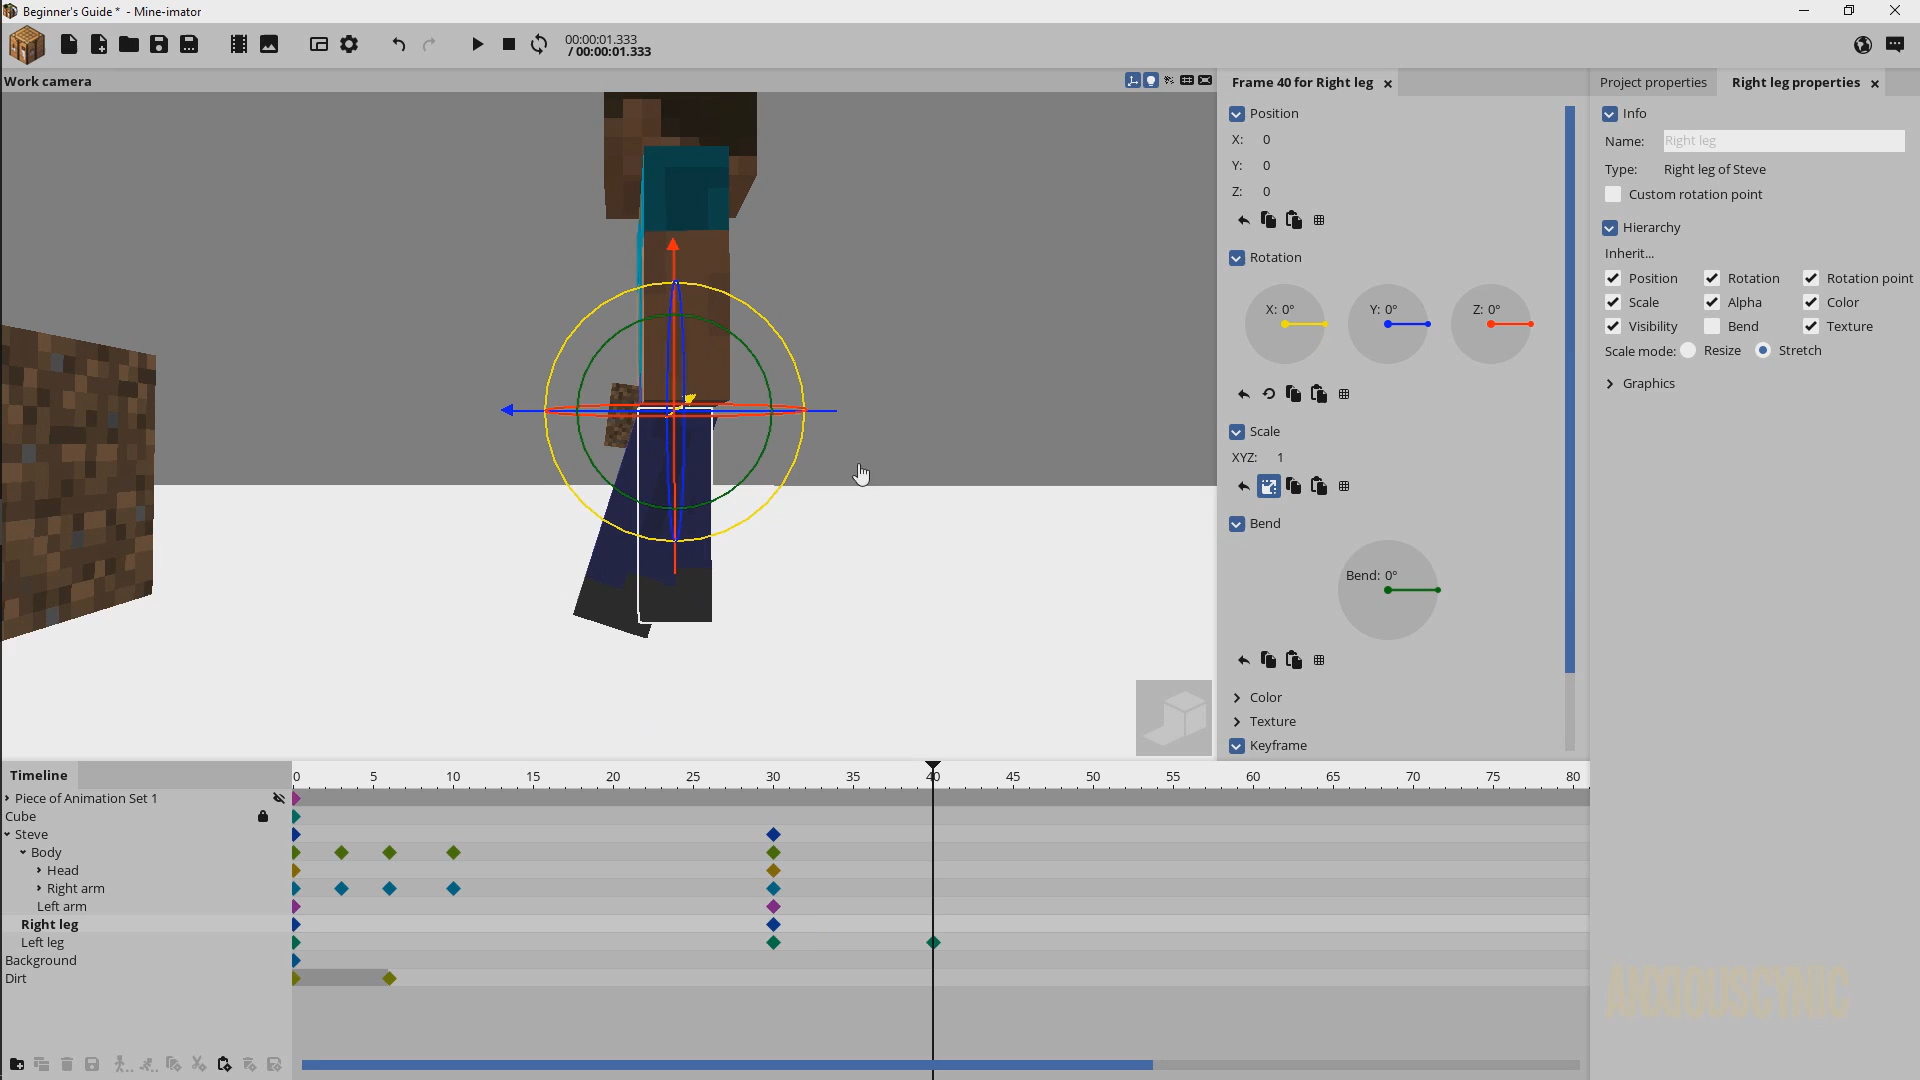 Beginner's Guide * - Mine-imator
00:00:01.333
/ 00:00:01.333
Work camera
Frame 40 for Right leg
Position
X: 0
Y: 0
Z: 0
Rotation
X: 0° Y: 0° Z: 0°
Scale
XYZ: 1
Bend
Bend: 0°
Color
Texture
Keyframe
Project properties Right leg properties
Info
Name: Right leg
Type: Right leg of Steve
Custom rotation point
Hierarchy
Inherit...
Position Rotation Rotation point
Scale Alpha Color
Visibility Bend Texture
Scale mode: Resize Stretch
Graphics
Timeline
0 5 10 15 20 25 30 35 40 45 50 55 60 65 70 75 80
Piece of Animation Set 1
Cube
Steve
Body
Head
Right arm
Left arm
Right leg
Left leg
Background
Dirt
ANXIOUSCYNIC